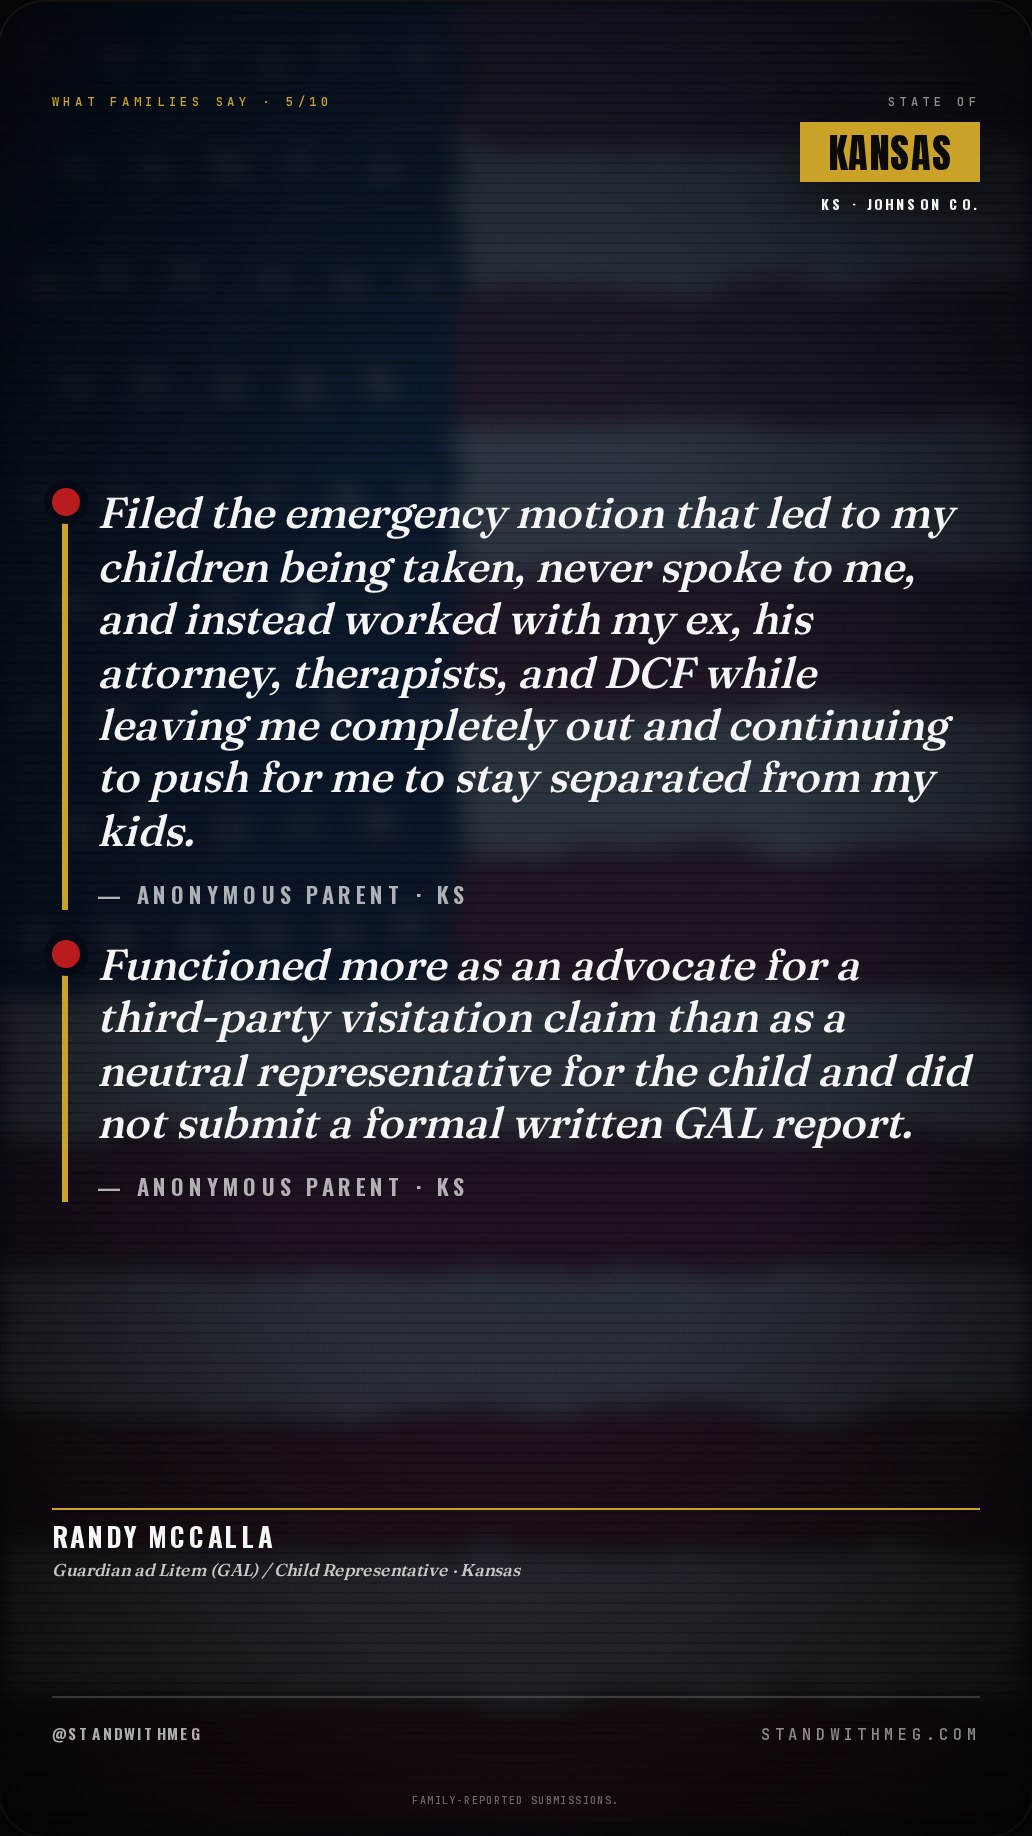 WHAT FAMILIES SAY · 5/10
STATE OF
KANSAS
KS · JOHNSON CO.
Filed the emergency motion that led to my
children being taken, never spoke to me,
and instead worked with my ex, his
attorney, therapists, and DCF while
leaving me completely out and continuing
to push for me to stay separated from my
kids.
— ANONYMOUS PARENT · KS
Functioned more as an advocate for a
third-party visitation claim than as a
neutral representative for the child and did
not submit a formal written GAL report.
— ANONYMOUS PARENT · KS
RANDY MCCALLA
Guardian ad Litem (GAL) / Child Representative · Kansas
@STANDWITHMEG
STANDWITHMEG.COM
FAMILY-REPORTED SUBMISSIONS.